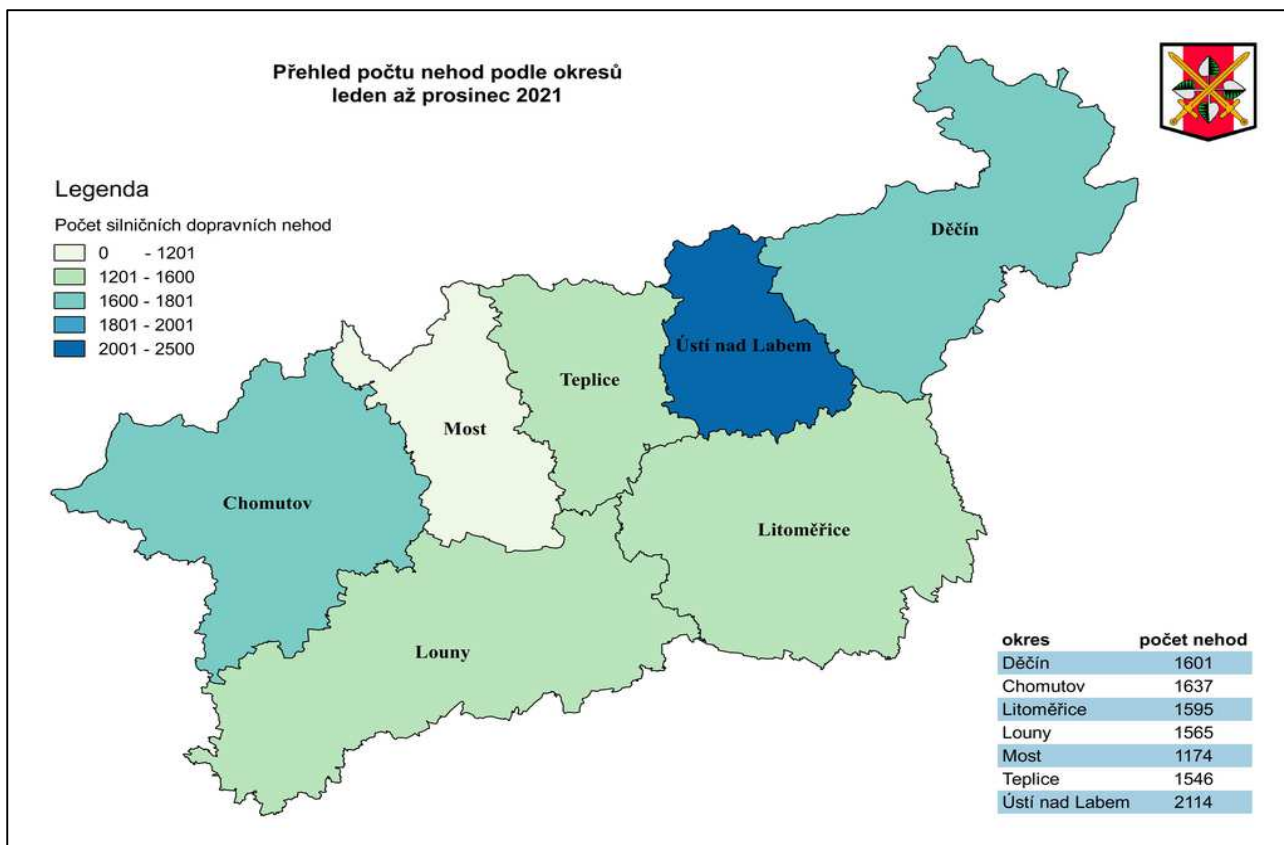 Přehled počtu nehod podle okresů
leden až prosinec 2021
Legenda
Počet silničních dopravních nehod
0 - 1201
1201 - 1600
1600 - 1801
1801 - 2001
2001 - 2500
Děčín
Ústí nad Labem
Teplice
Most
Chomutov
Litoměřice
Louny
okres počet nehod
Děčín 1601
Chomutov 1637
Litoměřice 1595
Louny 1565
Most 1174
Teplice 1546
Ústí nad Labem 2114